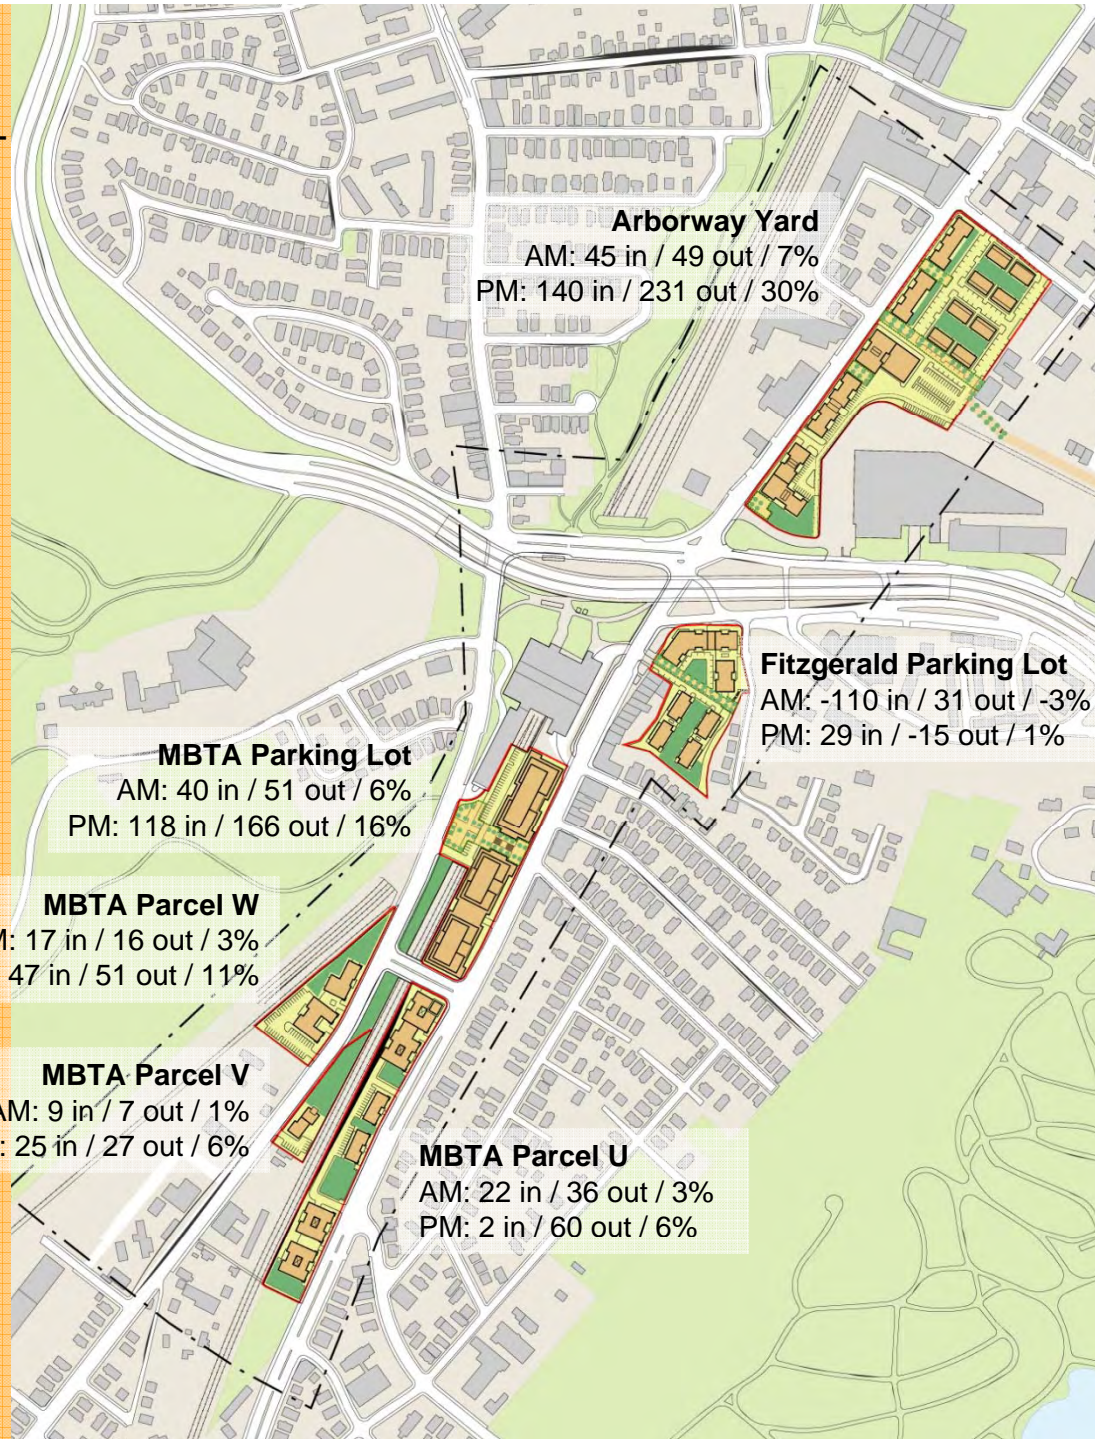 Arborway Yard
AM: 45 in / 49 out / 7%
PM: 140 in / 231 out / 30%
Fitzgerald Parking Lot
AM: -110 in / 31 out / -3%
PM: 29 in / -15 out / 1%
MBTA Parking Lot
AM: 40 in / 51 out / 6%
PM: 118 in / 166 out / 16%
MBTA Parcel W
M: 17 in / 16 out / 3%
47 in / 51 out / 11%
MBTA Parcel V
AM: 9 in / 7 out / 1%
: 25 in / 27 out / 6%
MBTA Parcel U
AM: 22 in / 36 out / 3%
PM: 2 in / 60 out / 6%